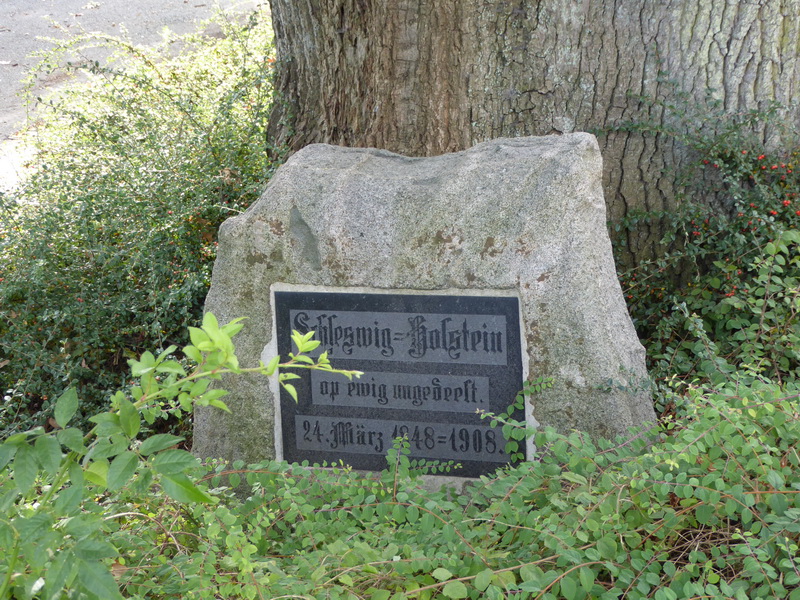 Schleswig=Holstein
op ewig ungedeelt.
24. März 1848=1908.